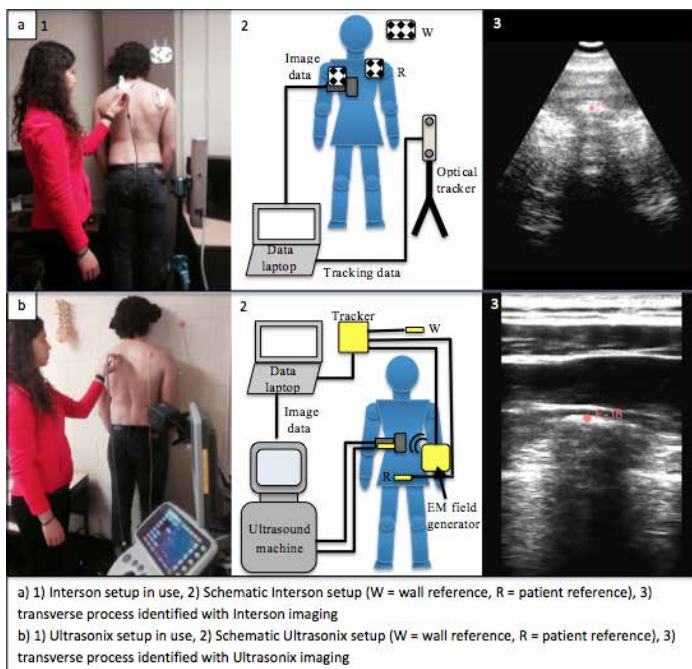 a
1
2
3
Image
data
W
R
Optical
tracker
Data
laptop
Tracking data
b
2
3
Tracker
W
Data
laptop
Image
data
R
EM field
generator
Ultrasound
machine
a) 1) Interson setup in use, 2) Schematic Interson setup (W = wall reference, R = patient reference), 3)
transverse process identified with Interson imaging
b) 1) Ultrasonix setup in use, 2) Schematic Ultrasonix setup (W = wall reference, R = patient reference), 3)
transverse process identified with Ultrasonix imaging